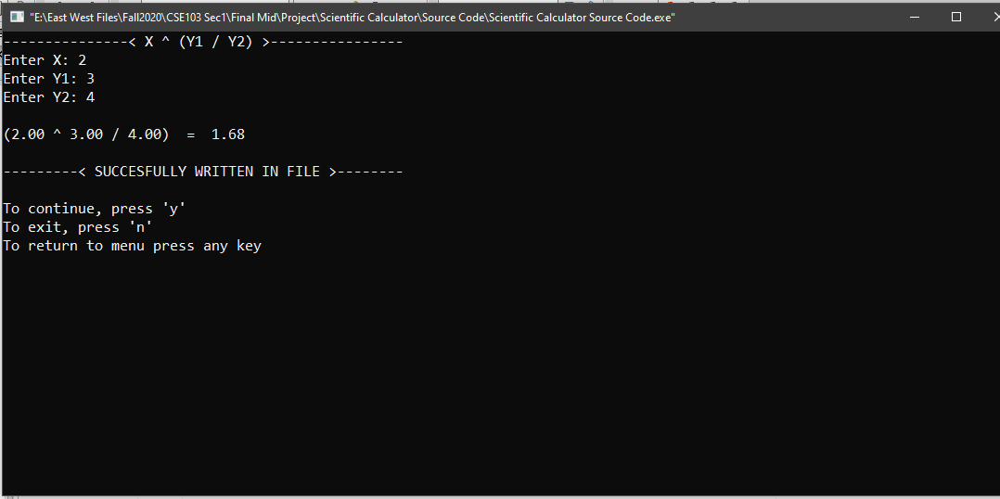 "E:\East West Files\Fall2020\CSE103 Sec1\Final Mid\Project\Scientific Calculator\Source Code\Scientific Calculator Source Code.exe"
---------------< X ^ (Y1 / Y2) >----------------
Enter X: 2
Enter Y1: 3
Enter Y2: 4
(2.00 ^ 3.00 / 4.00)  =  1.68
---------< SUCCESFULLY WRITTEN IN FILE >--------
To continue, press 'y'
To exit, press 'n'
To return to menu press any key